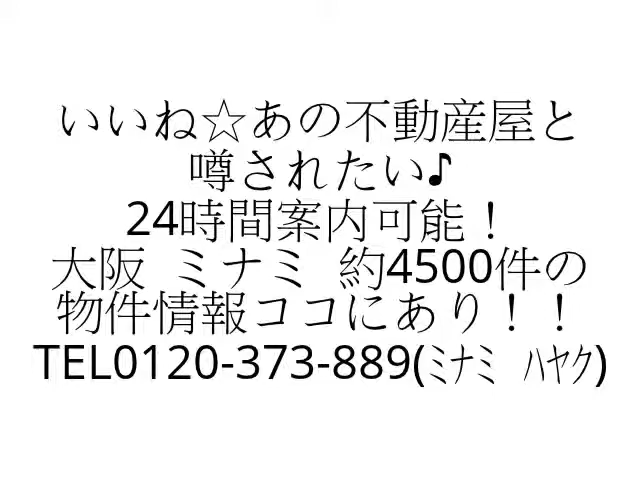 いいね☆あの不動産屋と
噂されたい♪
24時間案内可能！
大阪 ミナミ 約4500件の
物件情報ココにあり！！
TEL0120-373-889(ﾐﾅﾐ ﾊﾔｸ)